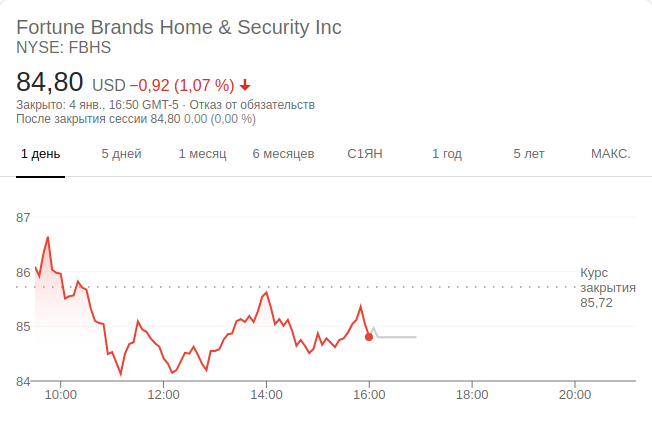 Fortune Brands Home & Security Inc
NYSE: FBHS
84,80 USD −0,92 (1,07 %)
Закрыто: 4 янв., 16:50 GMT-5 · Отказ от обязательств
После закрытия сессии 84,80 0,00 (0,00 %)
1 день 5 дней 1 месяц 6 месяцев С1ЯН 1 год 5 лет МАКС.
87
86
85
84
Курс
закрытия
85,72
10:00 12:00 14:00 16:00 18:00 20:00